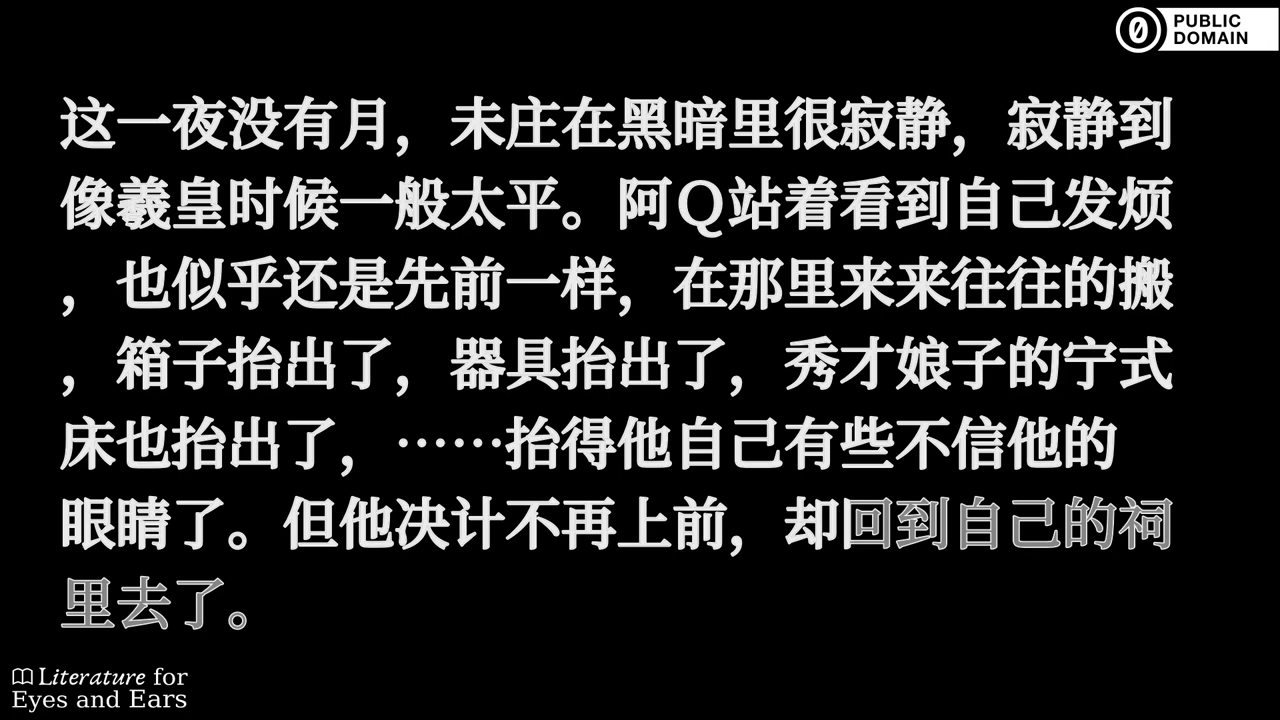 PUBLIC
DOMAIN
这一夜没有月，未庄在黑暗里很寂静，寂静到
像羲皇时候一般太平。阿Q站着看到自己发烦
，也似乎还是先前一样，在那里来来往往的搬
，箱子抬出了，器具抬出了，秀才娘子的宁式
床也抬出了，……抬得他自己有些不信他的
眼睛了。但他决计不再上前，却回到自己的祠
里去了。
Literature for
Eyes and Ears